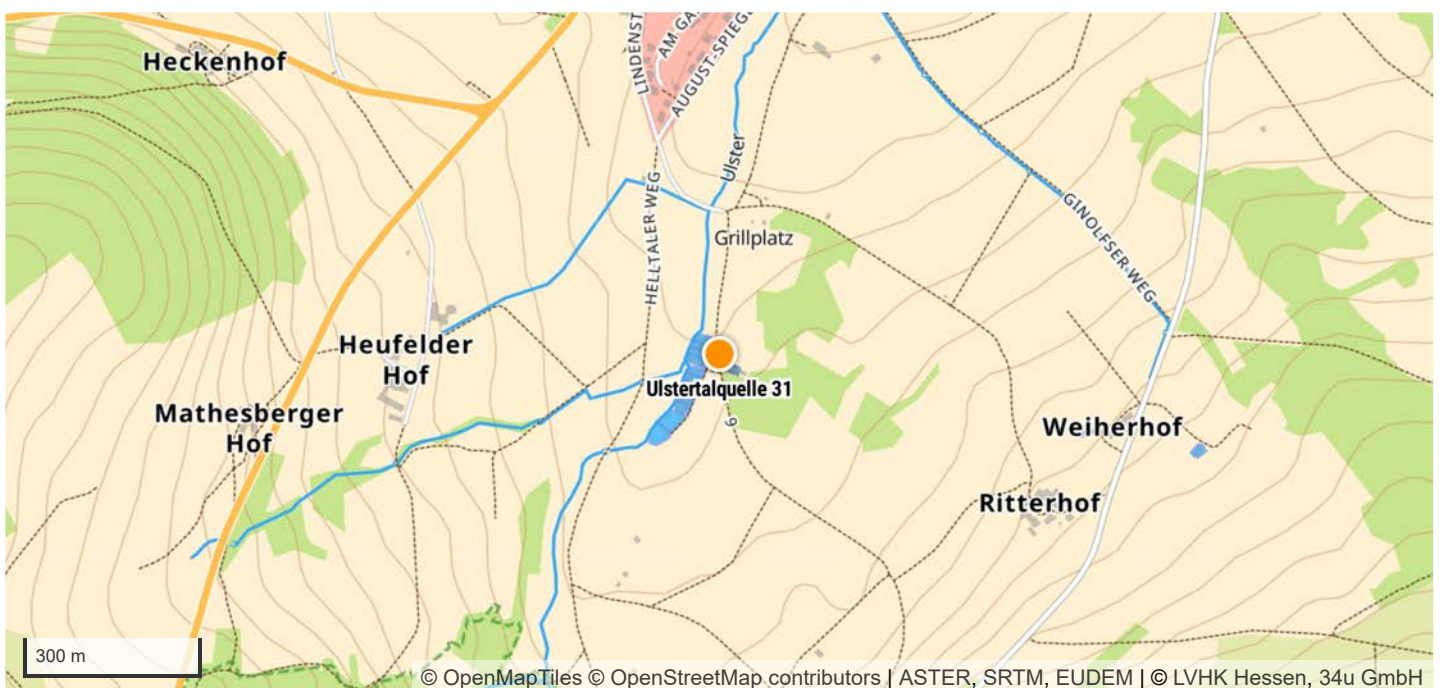 Heckenhof
LINDENST
AM GA
AUGUST-SPIEG
Ulster
HELLTALER WEG
Grillplatz
GINOLFSER WEG
Heufelder
Hof
Ulstertalquelle 31
Mathesberger
Hof
9
Weiherhof
Ritterhof
300 m
© OpenMapTiles © OpenStreetMap contributors | ASTER, SRTM, EUDEM | © LVHK Hessen, 34u GmbH